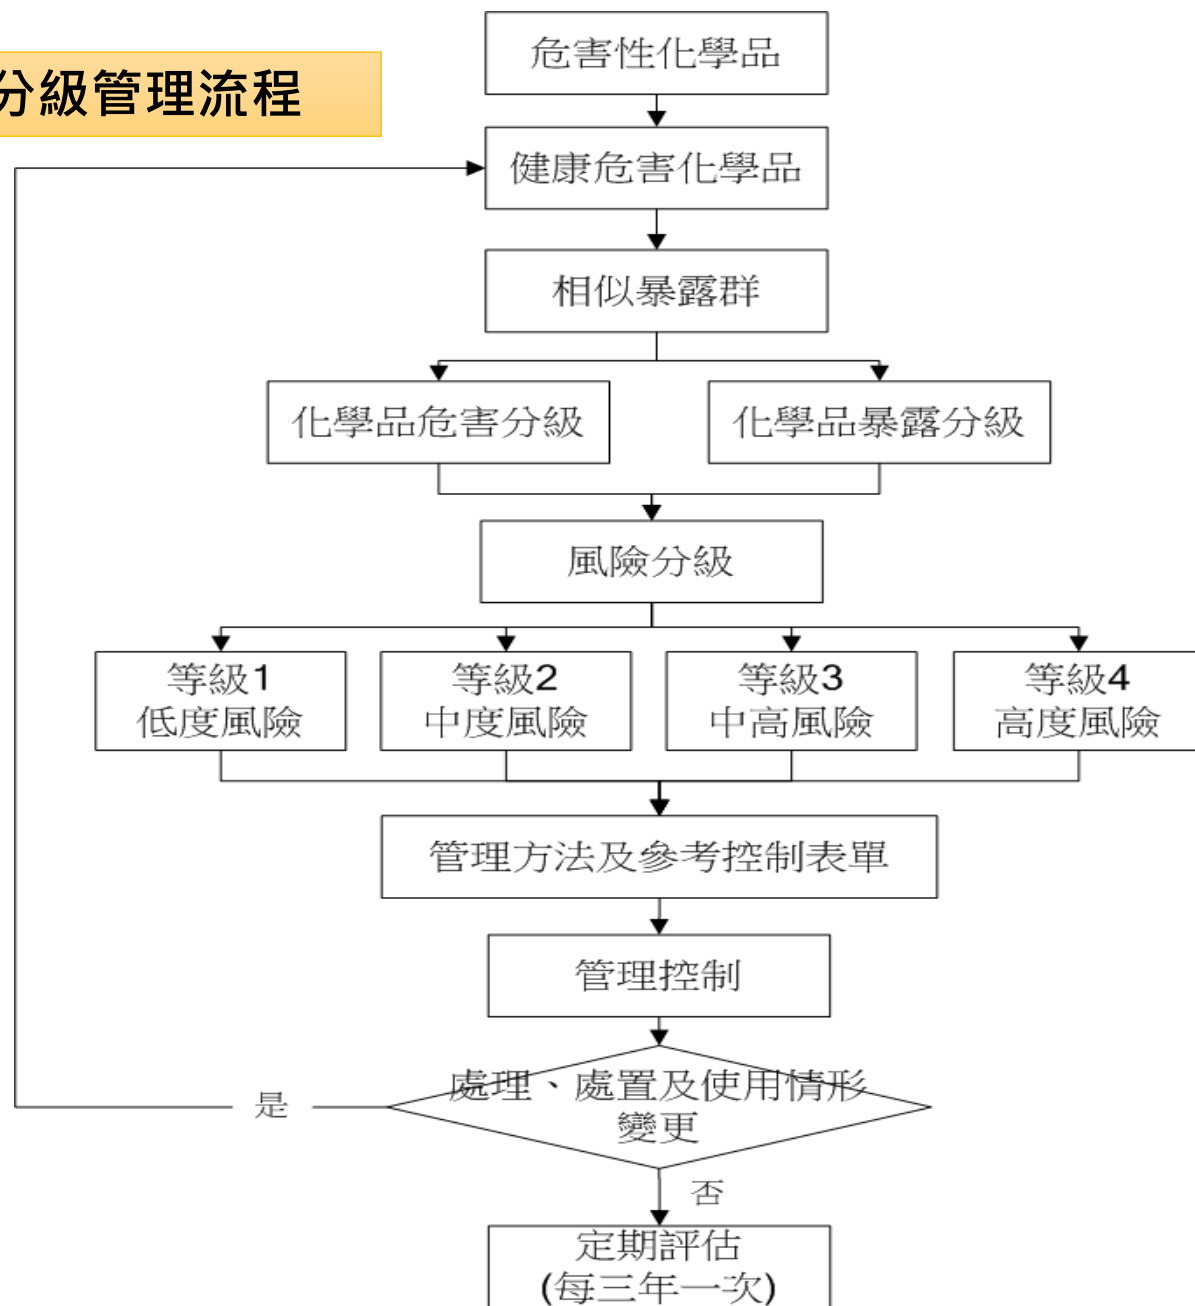 分級管理流程
危害性化學品
健康危害化學品
相似暴露群
化學品危害分級
化學品暴露分級
風險分級
等級1
低度風險
等級2
中度風險
等級3
中高風險
等級4
高度風險
管理方法及參考控制表單
管理控制
處理、處置及使用情形
變更
是
否
定期評估
(每三年一次)